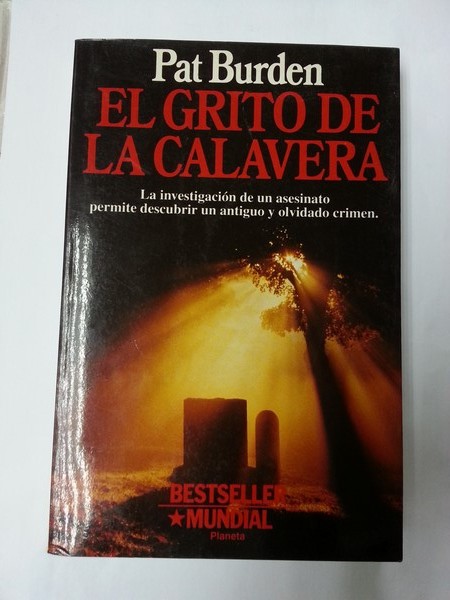 Pat Burden
EL GRITO DE
LA CALAVERA
La investigación de un asesinato
permite descubrir un antiguo y olvidado crimen.
BESTSELLER
★MUNDIAL
Planeta